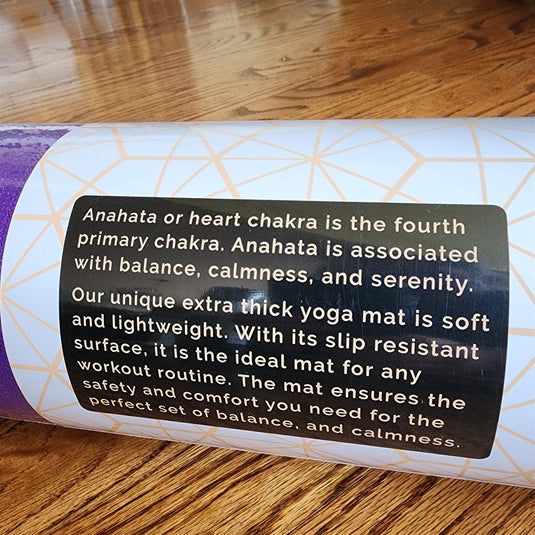 Anahata or heart chakra is the fourth
primary chakra. Anahata is associated
with balance, calmness, and serenity.
Our unique extra thick yoga mat is soft
and lightweight. With its slip resistant
surface, it is the ideal mat for any
workout routine. The mat ensures the
safety and comfort you need for the
perfect set of balance, and calmness.